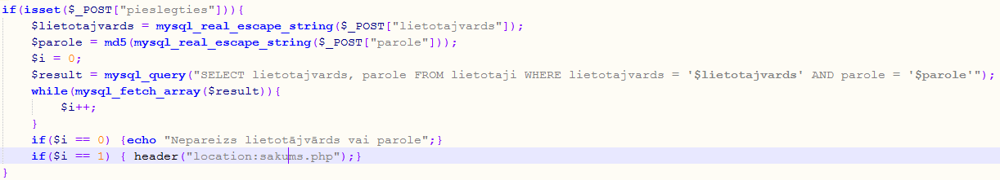 if(isset($_POST["pieslegties"])){
$lietotajvards = mysql_real_escape_string($_POST["lietotajvards"]);
$parole = md5(mysql_real_escape_string($_POST["parole"]));
$i = 0;
$result = mysql_query("SELECT lietotajvards, parole FROM lietotaji WHERE lietotajvards = '$lietotajvards' AND parole = '$parole'");
while(mysql_fetch_array($result)){
$i++;
}
if($i == 0) {echo "Nepareizs lietotājvārds vai parole";}
if($i == 1) { header("location:sakums.php");}
}